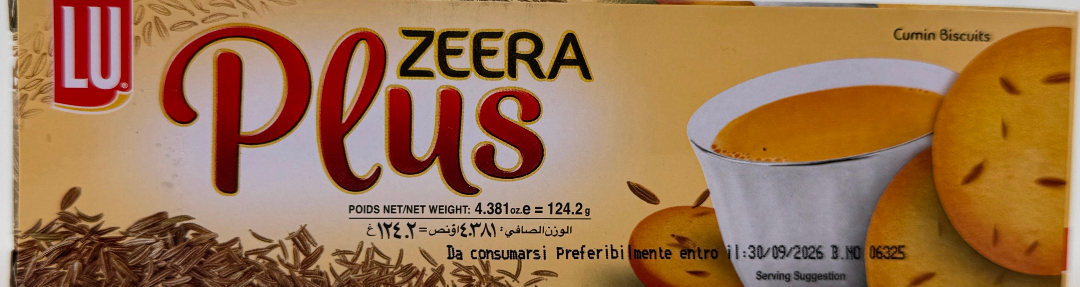 LU®
ZEERA
Plus
Cumin Biscuits
POIDS NET/NET WEIGHT: 4.381oz.e = 124.2g
الوزن الصافي: ٤.٣٨١ اؤنص = ١٢٤.٢ غ
Da consumarsi Preferibilmente entro il:30/09/2026 B.NO 06325
Serving Suggestion